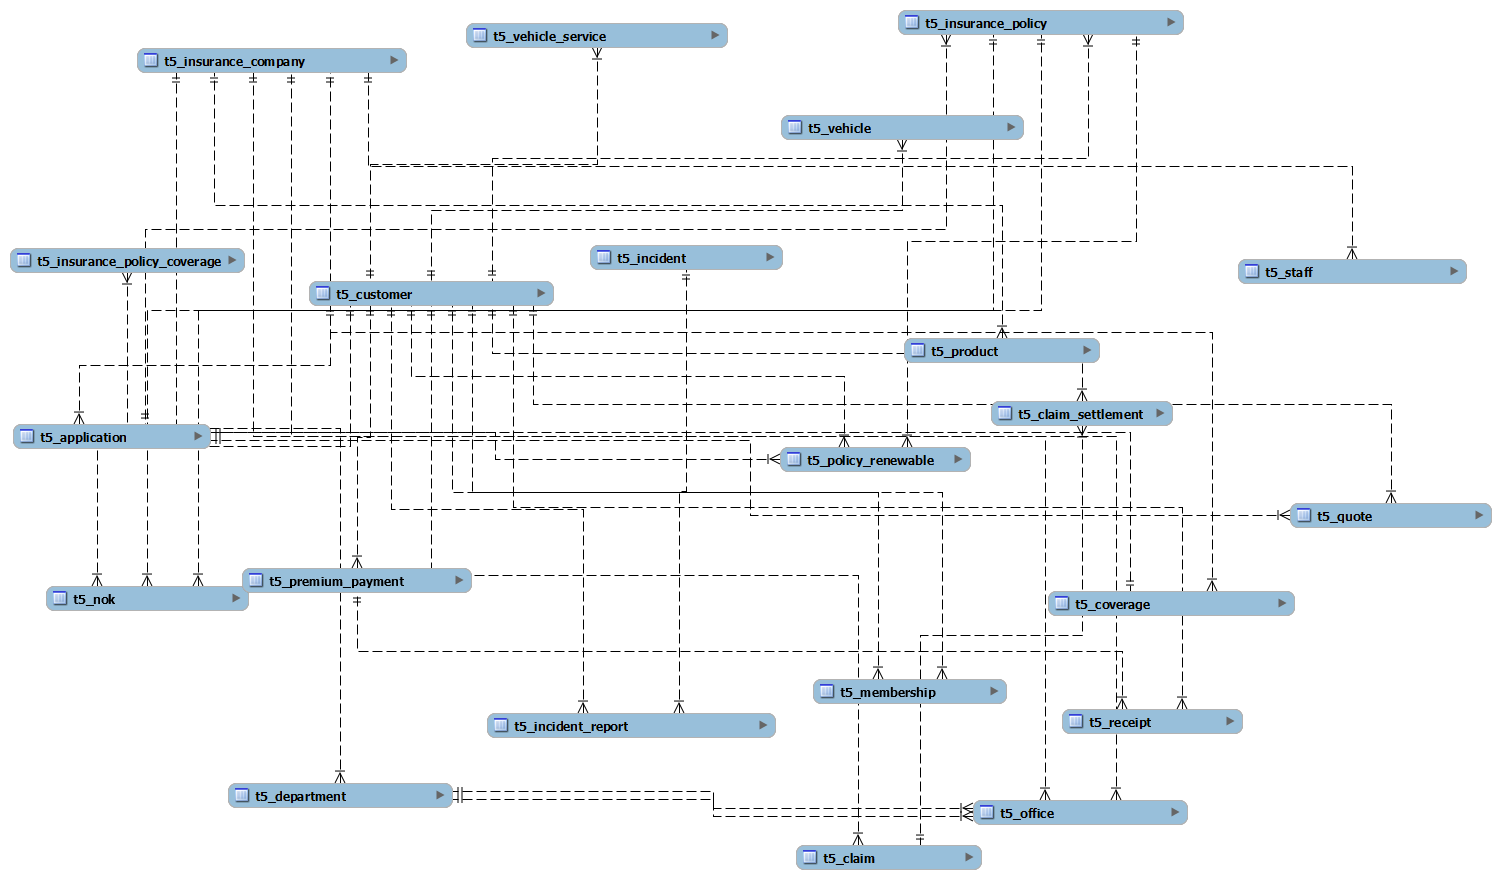 t5_insurance_policy
t5_vehicle_service
t5_insurance_company
t5_vehicle
t5_insurance_policy_coverage
t5_incident
t5_staff
t5_customer
t5_product
t5_claim_settlement
t5_application
t5_policy_renewable
t5_quote
t5_premium_payment
t5_nok
t5_coverage
t5_membership
t5_incident_report
t5_receipt
t5_department
t5_office
t5_claim